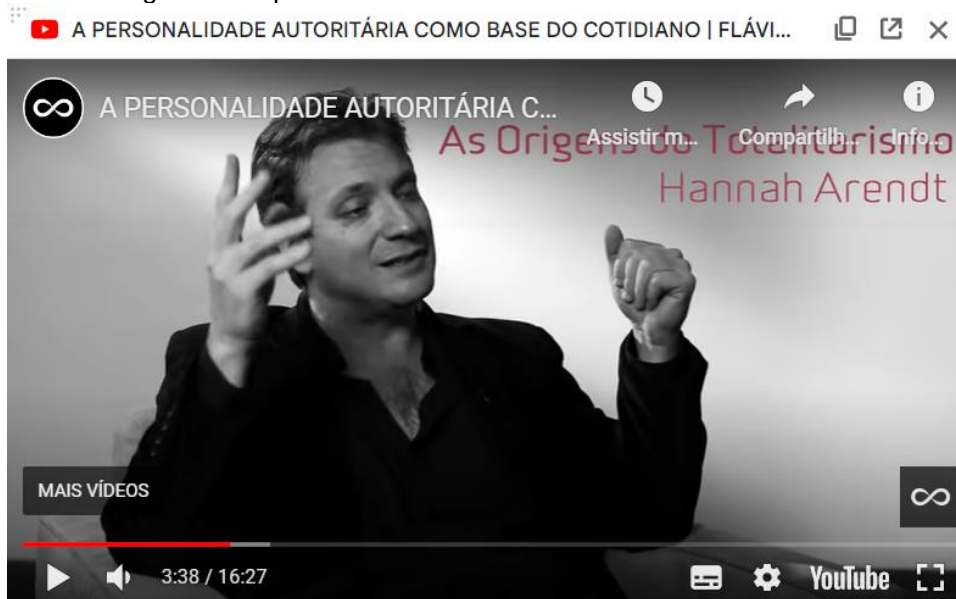 A PERSONALIDADE AUTORITÁRIA COMO BASE DO COTIDIANO | FLÁVI...
A PERSONALIDADE AUTORITÁRIA C...
Assistir m... Compartilh... Info...
As Origens do Totalitarismo
Hannah Arendt
MAIS VÍDEOS
3:38 / 16:27
YouTube